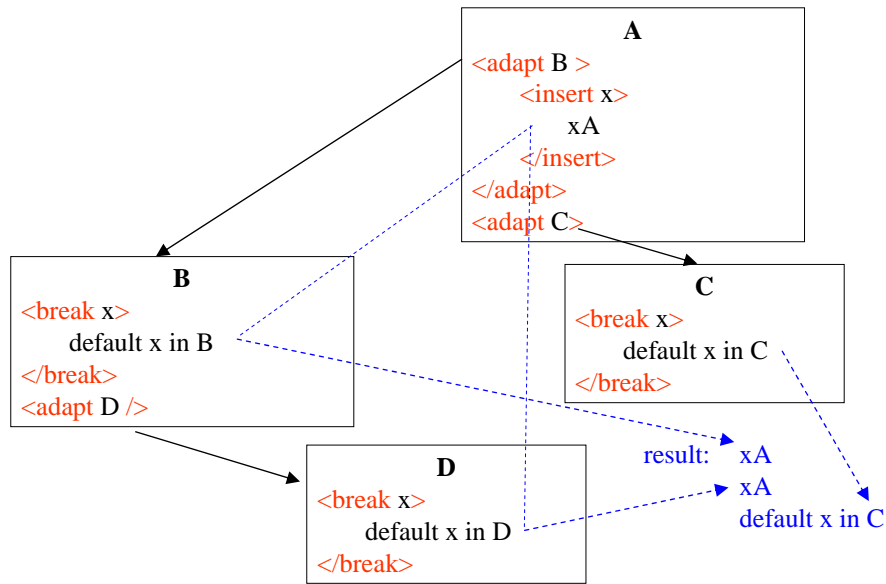 A
<adapt B >
<insert x>
xA
</insert>
</adapt>
<adapt C>
B
<break x>
default x in B
</break>
<adapt D />
C
<break x>
default x in C
</break>
D
<break x>
default x in D
</break>
result: xA
xA
default x in C